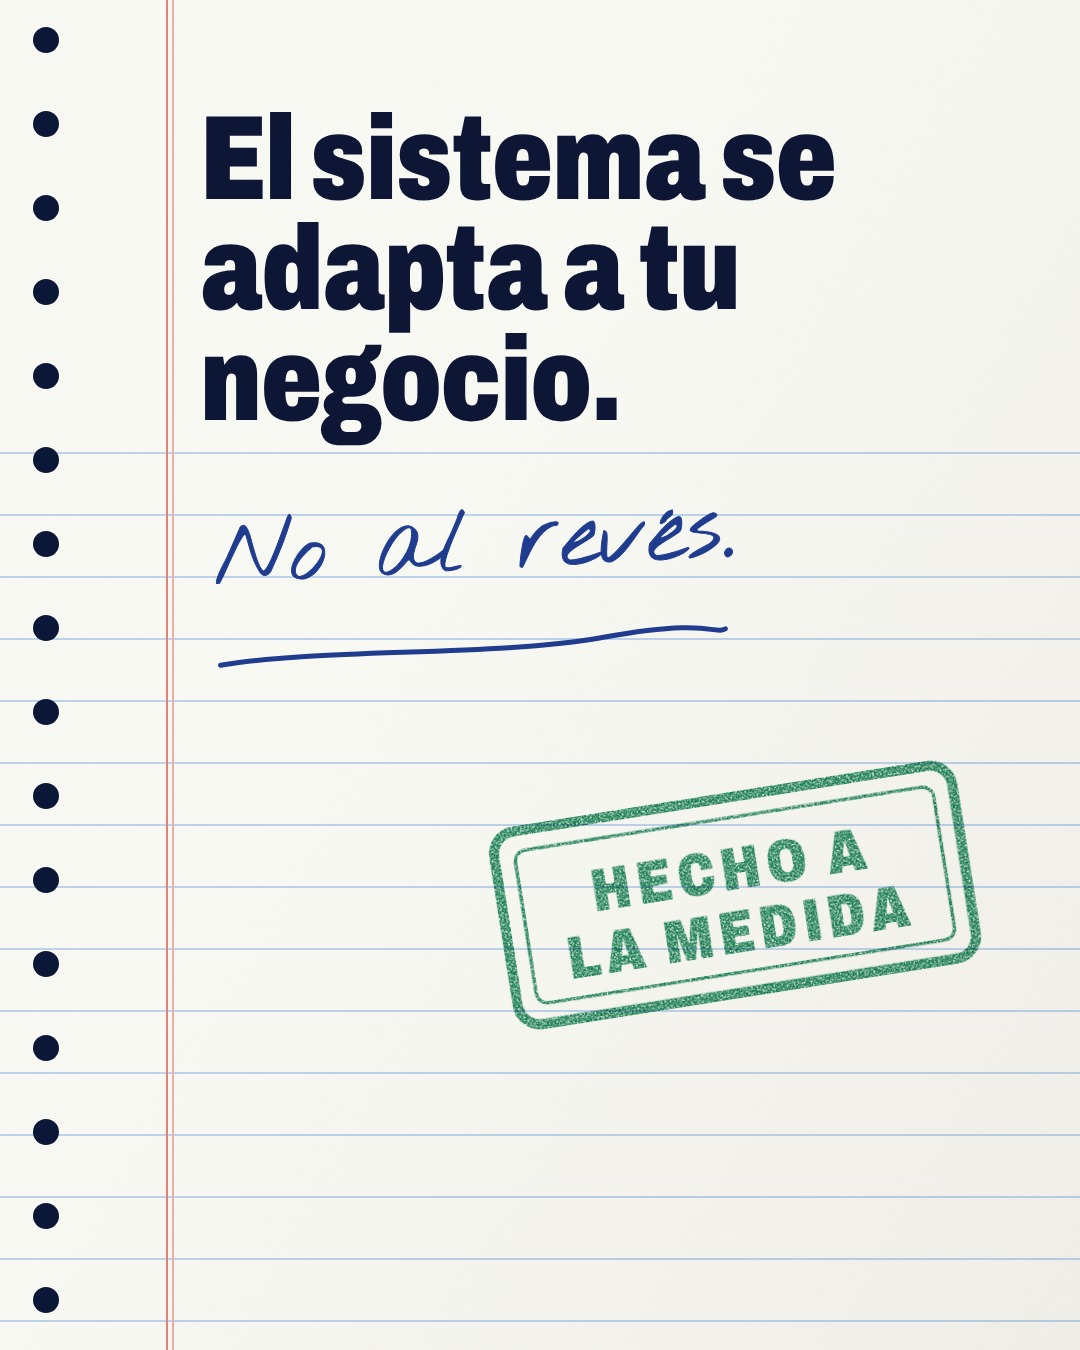 El sistema se
adapta a tu
negocio.
No al revés.
HECHO A
LA MEDIDA